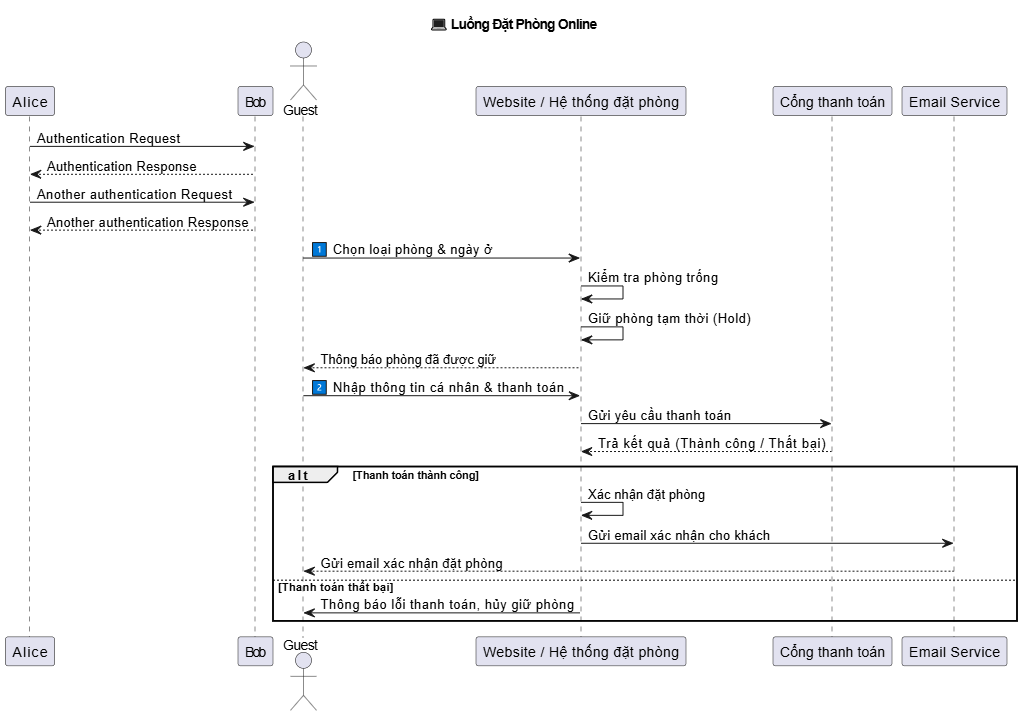 💻 Luồng Đặt Phòng Online
Alice
Bob
Guest
Website / Hệ thống đặt phòng
Cổng thanh toán
Email Service
Authentication Request
Authentication Response
Another authentication Request
Another authentication Response
1️⃣ Chọn loại phòng & ngày ở
Kiểm tra phòng trống
Giữ phòng tạm thời (Hold)
Thông báo phòng đã được giữ
2️⃣ Nhập thông tin cá nhân & thanh toán
Gửi yêu cầu thanh toán
Trả kết quả (Thành công / Thất bại)
alt [Thanh toán thành công]
Xác nhận đặt phòng
Gửi email xác nhận cho khách
Gửi email xác nhận đặt phòng
[Thanh toán thất bại]
Thông báo lỗi thanh toán, hủy giữ phòng
Alice
Bob
Guest
Website / Hệ thống đặt phòng
Cổng thanh toán
Email Service